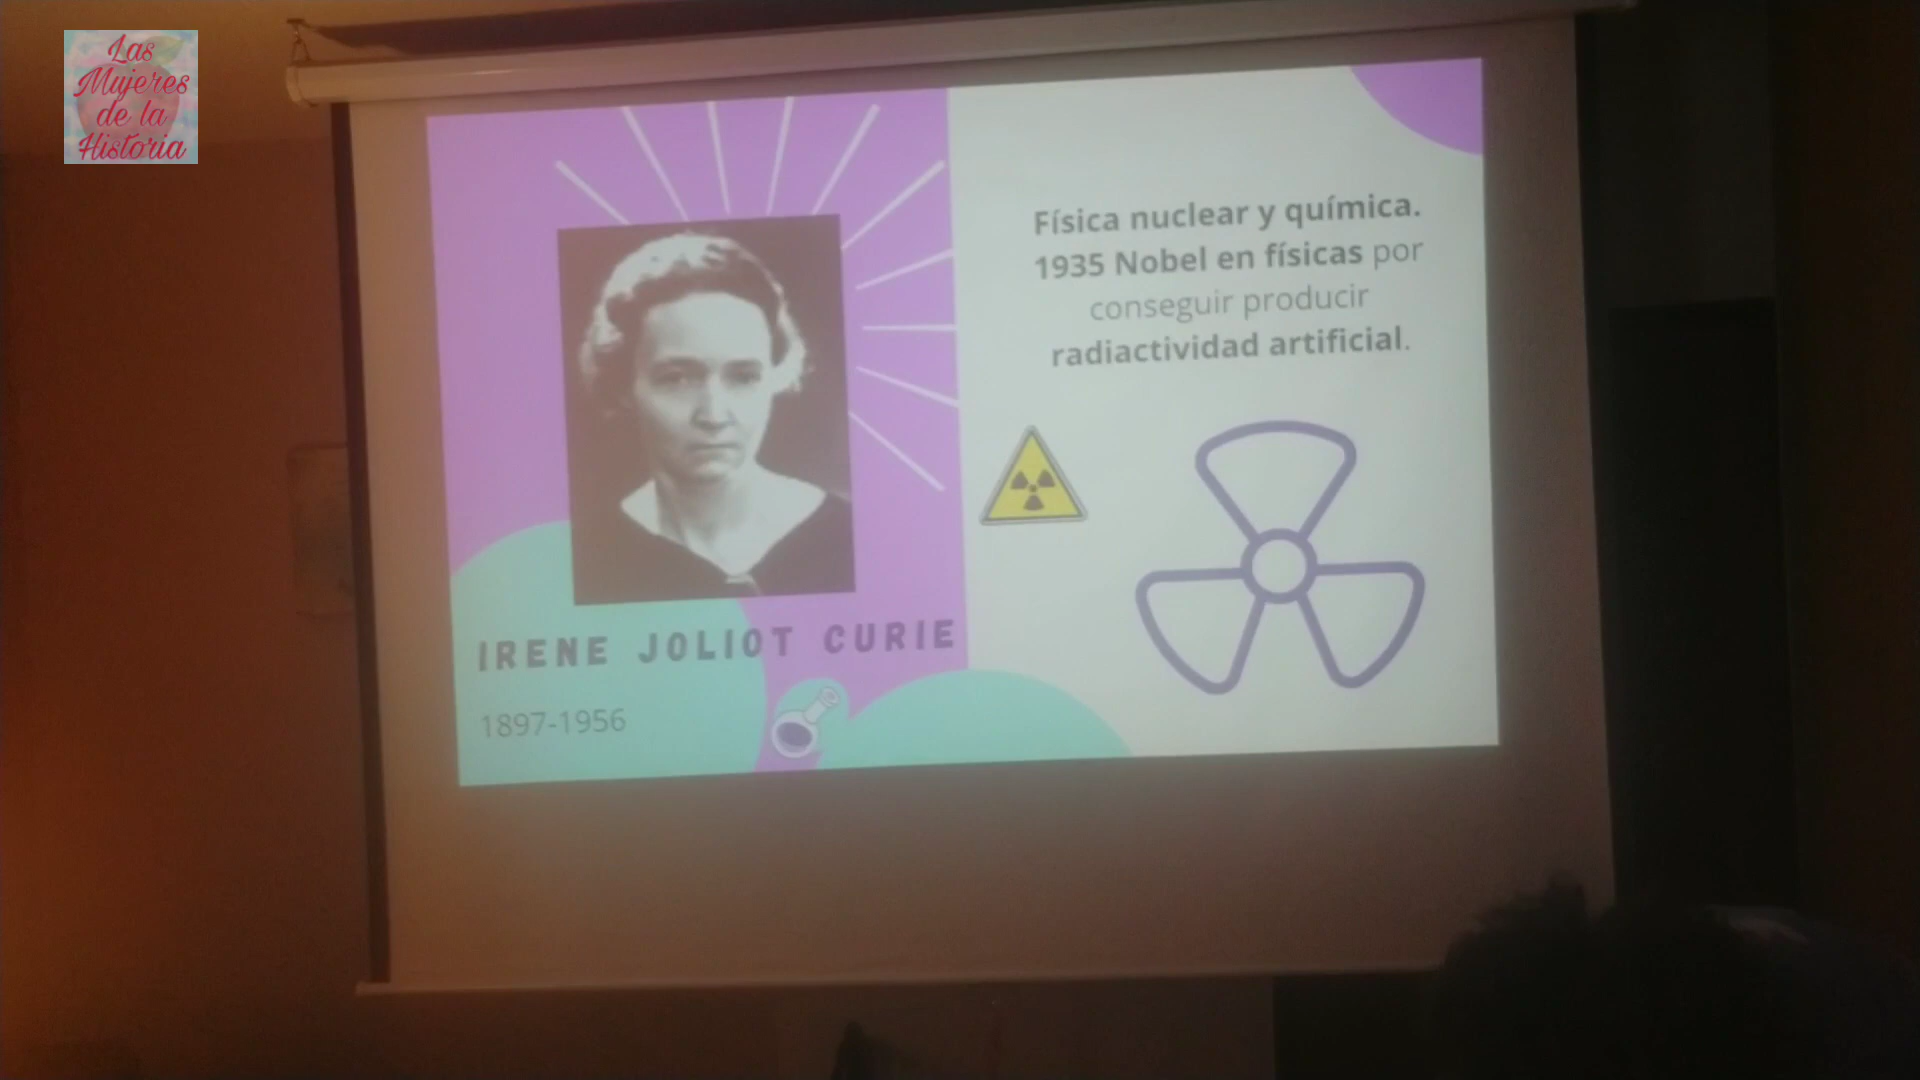 Las
Mujeres
de la
Historia
Física nuclear y química.
1935 Nobel en físicas por
conseguir producir
radiactividad artificial.
IRENE JOLIOT CURIE
1897-1956